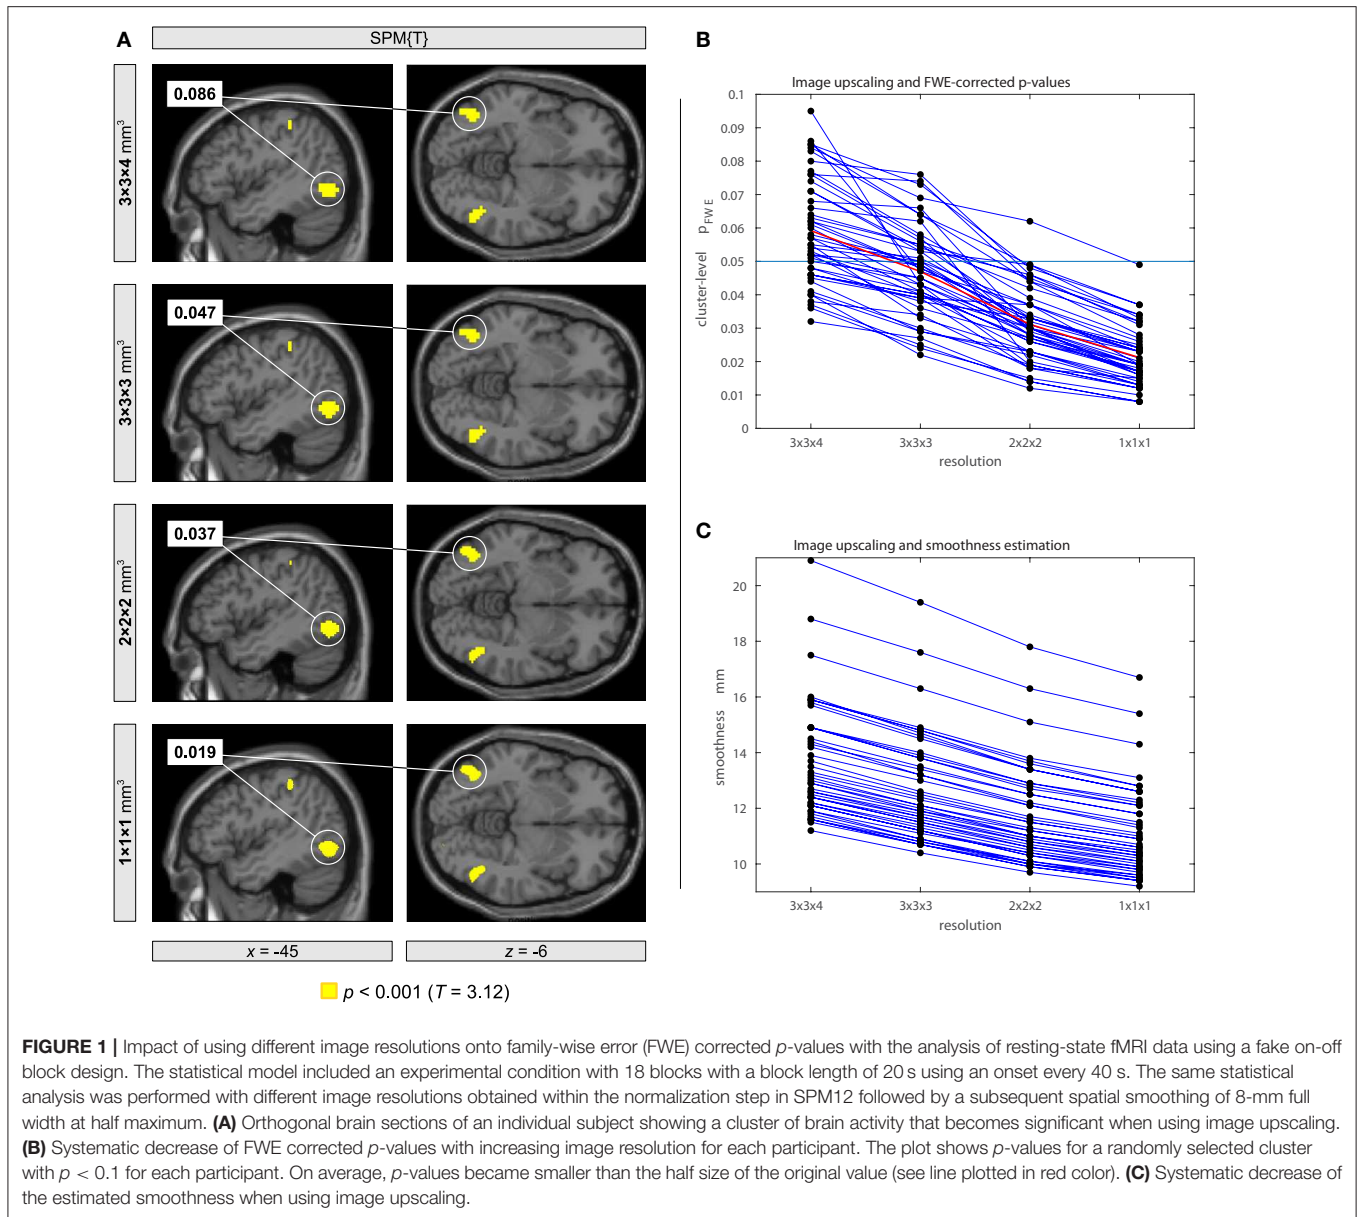 A
SPM{T}
3×3×4 mm³
0.086
3×3×3 mm³
0.047
2×2×2 mm³
0.037
1×1×1 mm³
0.019
x = -45
z = -6
p < 0.001 (T = 3.12)
B
Image upscaling and FWE-corrected p-values
0.1
0.09
0.08
0.07
0.06
0.05
0.04
0.03
0.02
0.01
0
cluster-level pFWE
3x3x4
3x3x3
2x2x2
1x1x1
resolution
C
Image upscaling and smoothness estimation
20
18
16
14
12
10
smoothness mm
3x3x4
3x3x3
2x2x2
1x1x1
resolution
FIGURE 1 | Impact of using different image resolutions onto family-wise error (FWE) corrected p-values with the analysis of resting-state fMRI data using a fake on-off
block design. The statistical model included an experimental condition with 18 blocks with a block length of 20 s using an onset every 40 s. The same statistical
analysis was performed with different image resolutions obtained within the normalization step in SPM12 followed by a subsequent spatial smoothing of 8-mm full
width at half maximum. (A) Orthogonal brain sections of an individual subject showing a cluster of brain activity that becomes significant when using image upscaling.
(B) Systematic decrease of FWE corrected p-values with increasing image resolution for each participant. The plot shows p-values for a randomly selected cluster
with p < 0.1 for each participant. On average, p-values became smaller than the half size of the original value (see line plotted in red color). (C) Systematic decrease of
the estimated smoothness when using image upscaling.